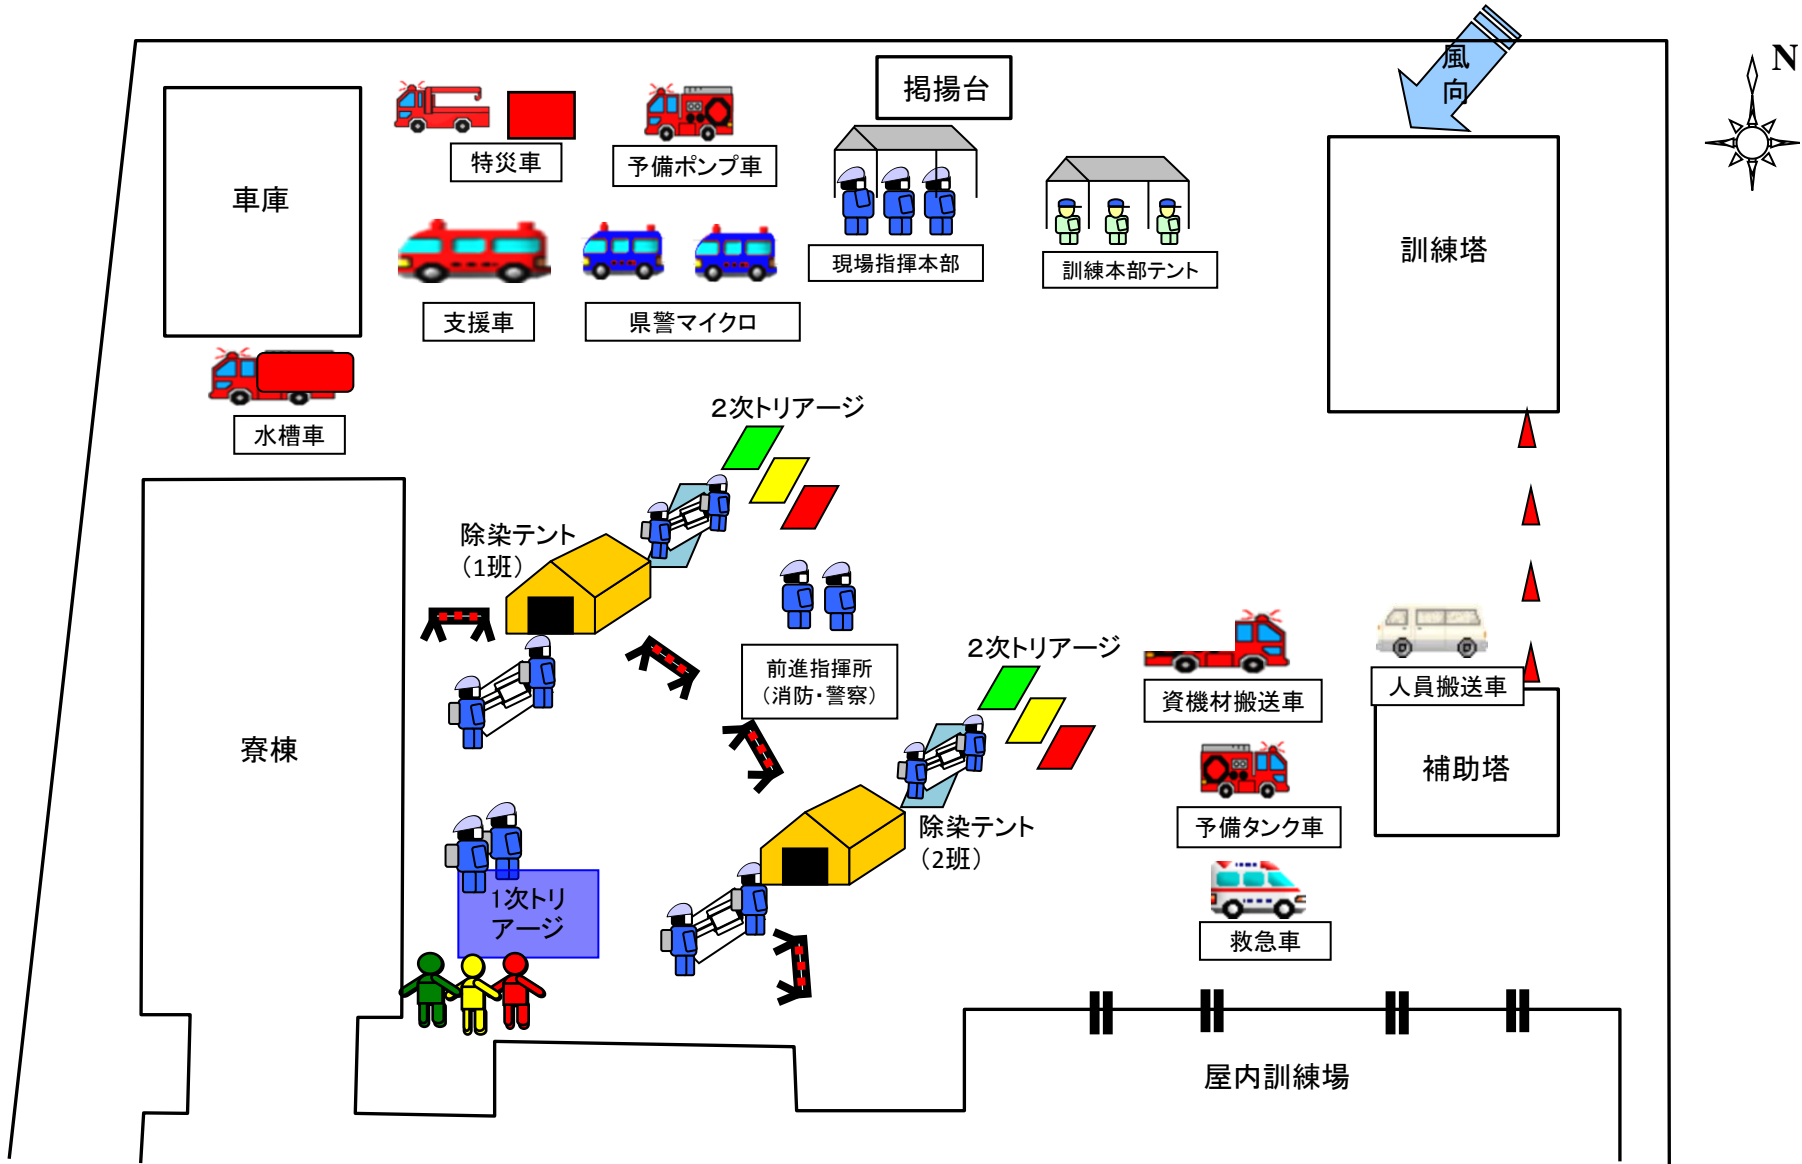 風
向
N
掲揚台
車庫
特災車
予備ポンプ車
訓練塔
現場指揮本部
訓練本部テント
支援車
県警マイクロ
水槽車
２次トリアージ
除染テント
（1班）
前進指揮所
（消防・警察）
２次トリアージ
資機材搬送車
人員搬送車
寮棟
補助塔
除染テント
（2班）
予備タンク車
1次トリ
アージ
救急車
屋内訓練場